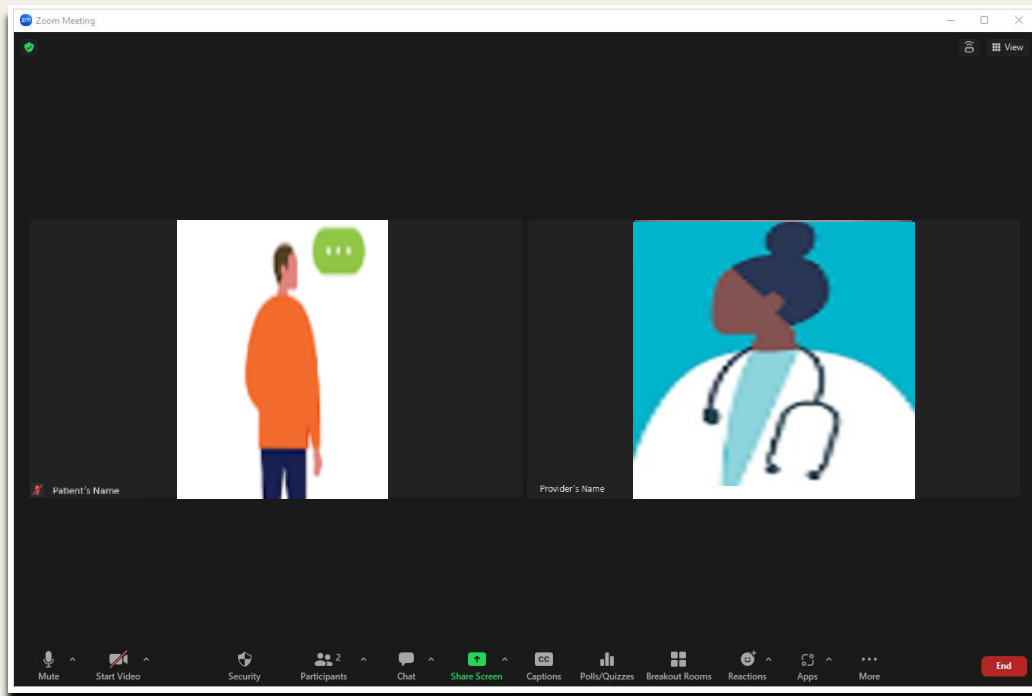 zm Zoom Meeting
View
Patient's Name
Provider's Name
Mute
Start Video
Security
Participants 2
Chat
Share Screen
CC
Captions
Polls/Quizzes
Breakout Rooms
Reactions
Apps
More
End